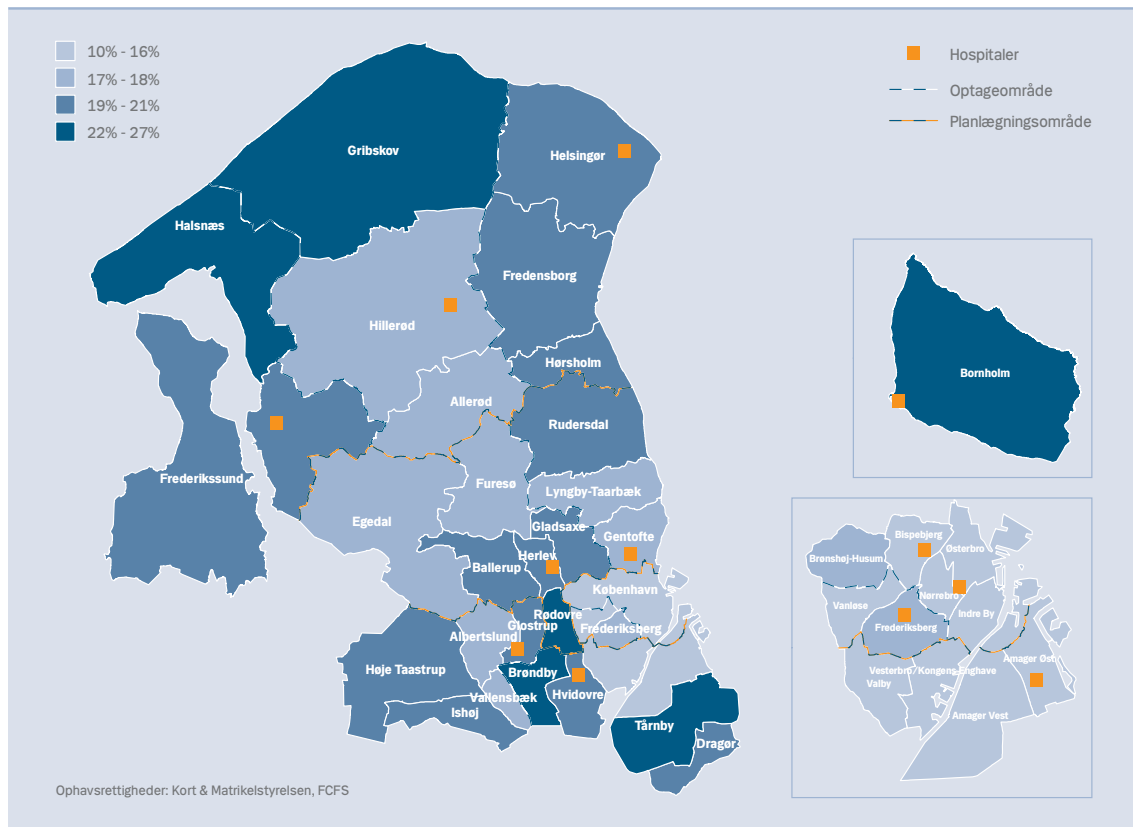 10% - 16%
17% - 18%
19% - 21%
22% - 27%
Hospitaler
Optageområde
Planlægningsområde
Gribskov
Helsingør
Halsnæs
Fredensborg
Hillerød
Hørsholm
Allerød
Rudersdal
Frederikssund
Furesø
Lyngby-Taarbæk
Egedal
Gladsaxe
Gentofte
Herlev
Ballerup
København
Rødovre
Glostrup
Frederiksberg
Albertslund
Høje Taastrup
Brøndby
Vallensbæk
Hvidovre
Ishøj
Tårnby
Dragør
Bornholm
Bispebjerg
Østerbro
Brønshøj-Husum
Nørrebro
Vanløse
Indre By
Frederiksberg
Amager Øst
Vesterbro/Kongens Enghave
Valby
Amager Vest
Ophavsrettigheder: Kort & Matrikelstyrelsen, FCFS